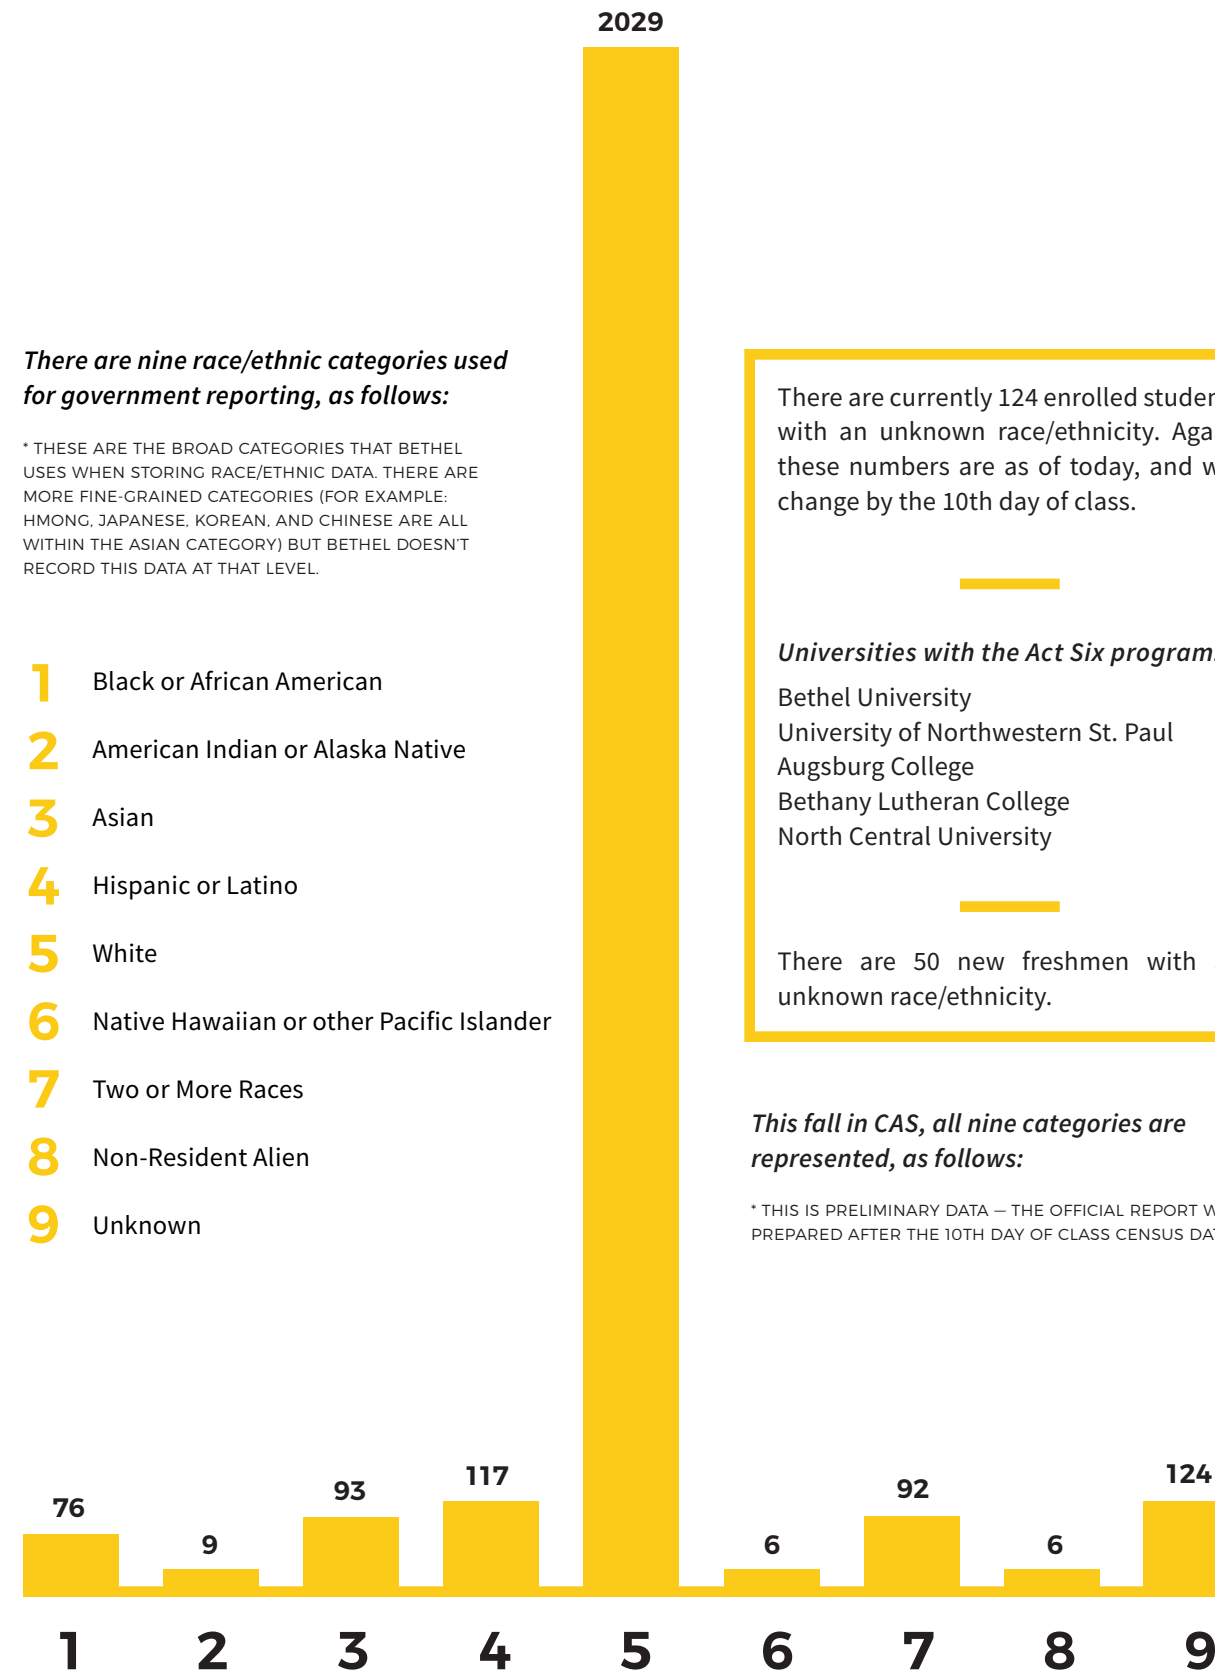 2029
There are nine race/ethnic categories used
for government reporting, as follows:
* THESE ARE THE BROAD CATEGORIES THAT BETHEL
USES WHEN STORING RACE/ETHNIC DATA. THERE ARE
MORE FINE-GRAINED CATEGORIES (FOR EXAMPLE:
HMONG, JAPANESE, KOREAN, AND CHINESE ARE ALL
WITHIN THE ASIAN CATEGORY) BUT BETHEL DOESN'T
RECORD THIS DATA AT THAT LEVEL.
1 Black or African American
2 American Indian or Alaska Native
3 Asian
4 Hispanic or Latino
5 White
6 Native Hawaiian or other Pacific Islander
7 Two or More Races
8 Non-Resident Alien
9 Unknown
There are currently 124 enrolled
with an unknown race/ethnicity.
these numbers are as of today, and
change by the 10th day of class.
Universities with the Act Six program
Bethel University
University of Northwestern St. Paul
Augsburg College
Bethany Lutheran College
North Central University
There are 50 new freshmen with
unknown race/ethnicity.
This fall in CAS, all nine categories are
represented, as follows:
* THIS IS PRELIMINARY DATA — THE OFFICIAL REPORT
PREPARED AFTER THE 10TH DAY OF CLASS CENSUS
76 9 93 117 6 92 6 124
1 2 3 4 5 6 7 8 9